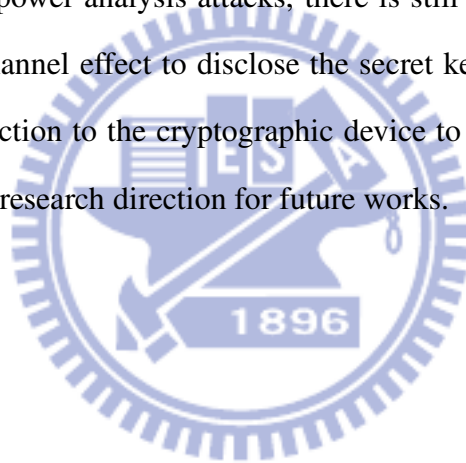 power analysis attacks, there is still
annel effect to disclose the secret ke
ction to the cryptographic device to
research direction for future works.
E S A
1896